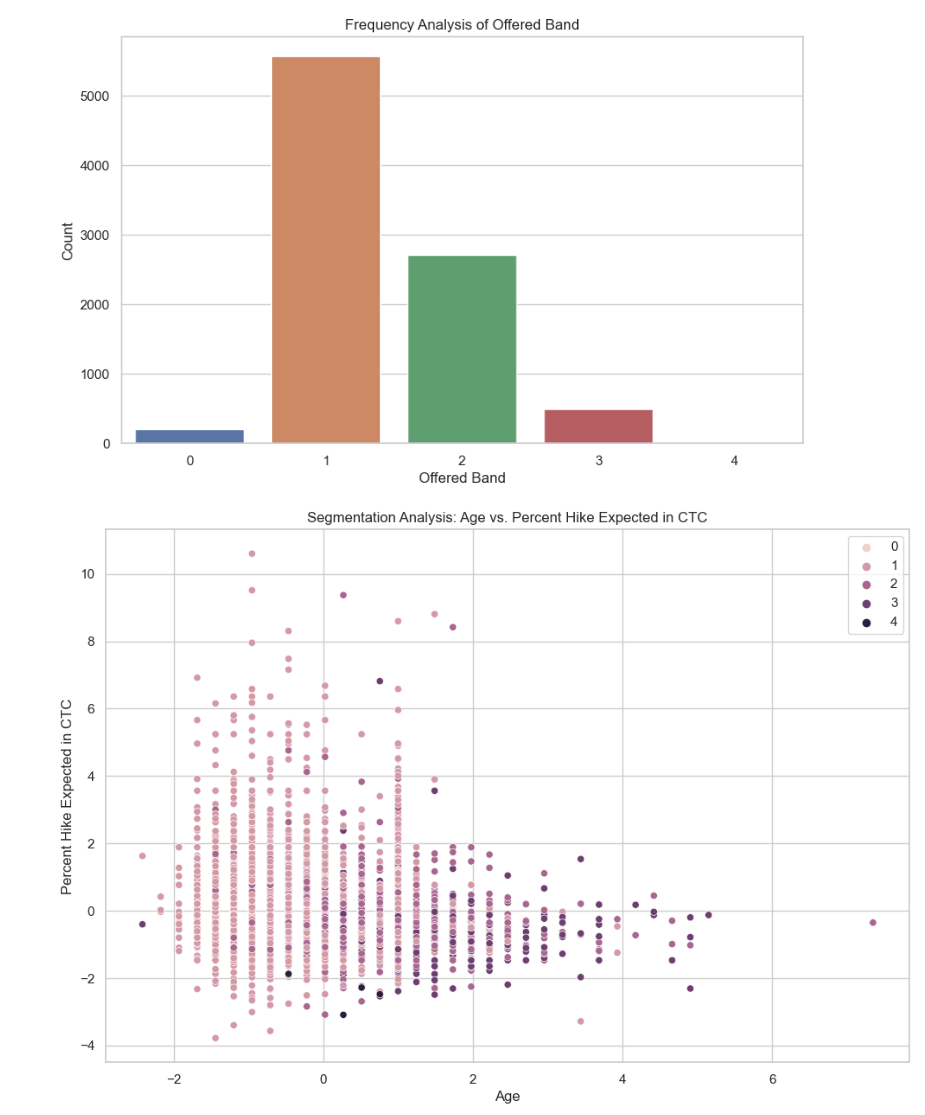 Frequency Analysis of Offered Band
5000
4000
3000
2000
1000
0
Count
0 1 2 3 4
Offered Band
Segmentation Analysis: Age vs. Percent Hike Expected in CTC
0
1
2
3
4
10
8
6
4
2
0
−2
−4
Percent Hike Expected in CTC
−2 0 2 4 6
Age